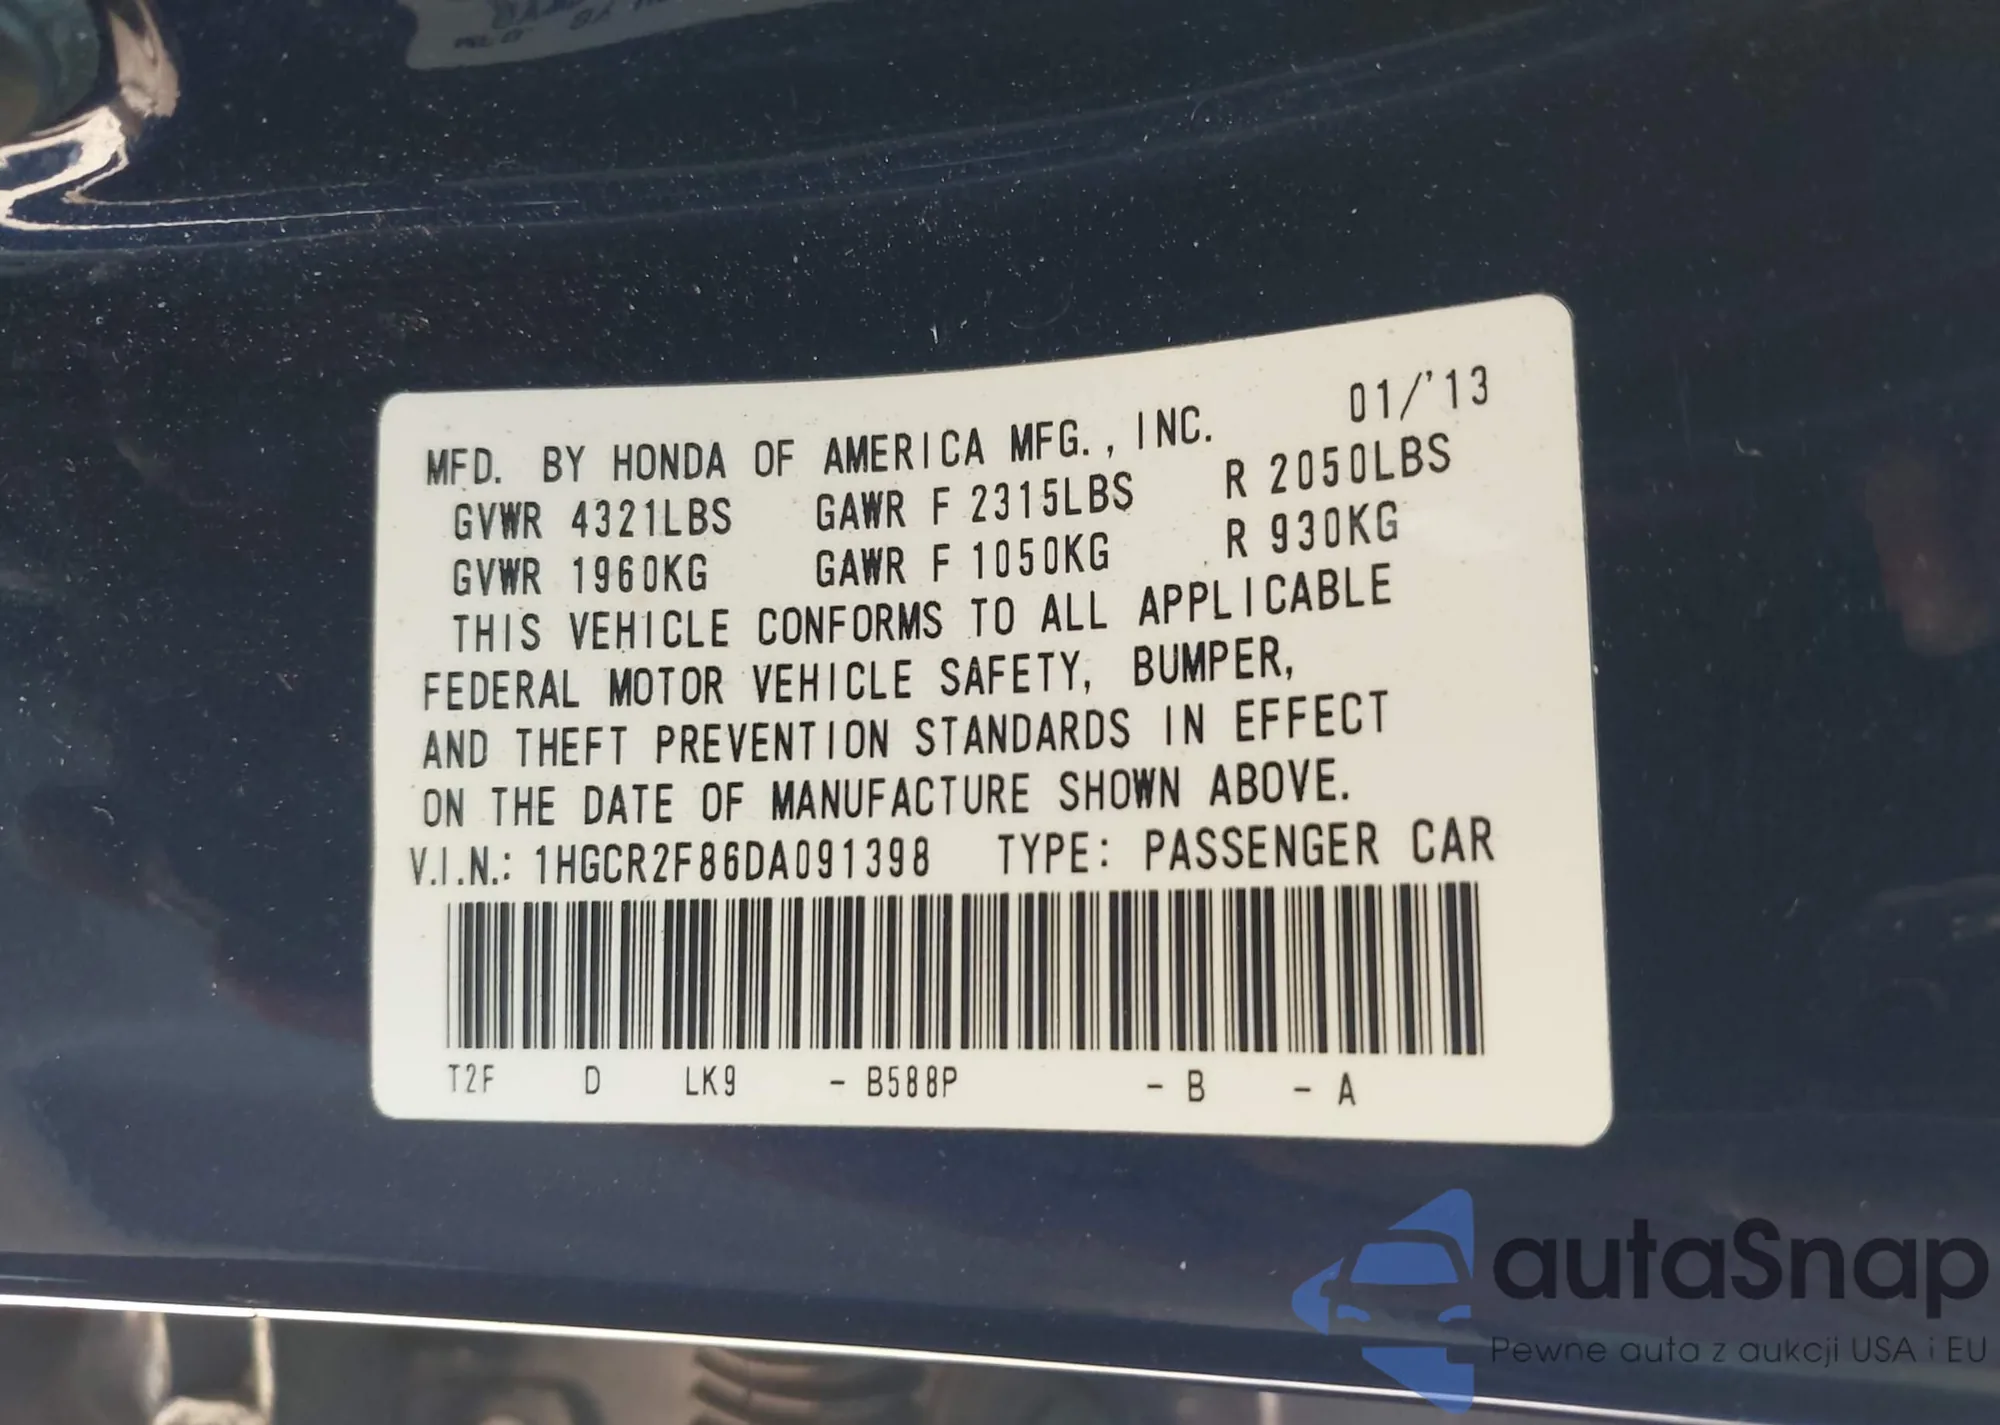 MFD. BY HONDA OF AMERICA MFG., INC. 01/'13
GVWR 4321LBS GAWR F 2315LBS R 2050LBS
GVWR 1960KG GAWR F 1050KG R 930KG
THIS VEHICLE CONFORMS TO ALL APPLICABLE
FEDERAL MOTOR VEHICLE SAFETY, BUMPER,
AND THEFT PREVENTION STANDARDS IN EFFECT
ON THE DATE OF MANUFACTURE SHOWN ABOVE.
V.I.N.: 1HGCR2F86DA091398 TYPE: PASSENGER CAR
T2F D LK9 - B588P - B - A
autaSnap
Pewne auta z aukcji USA i EU